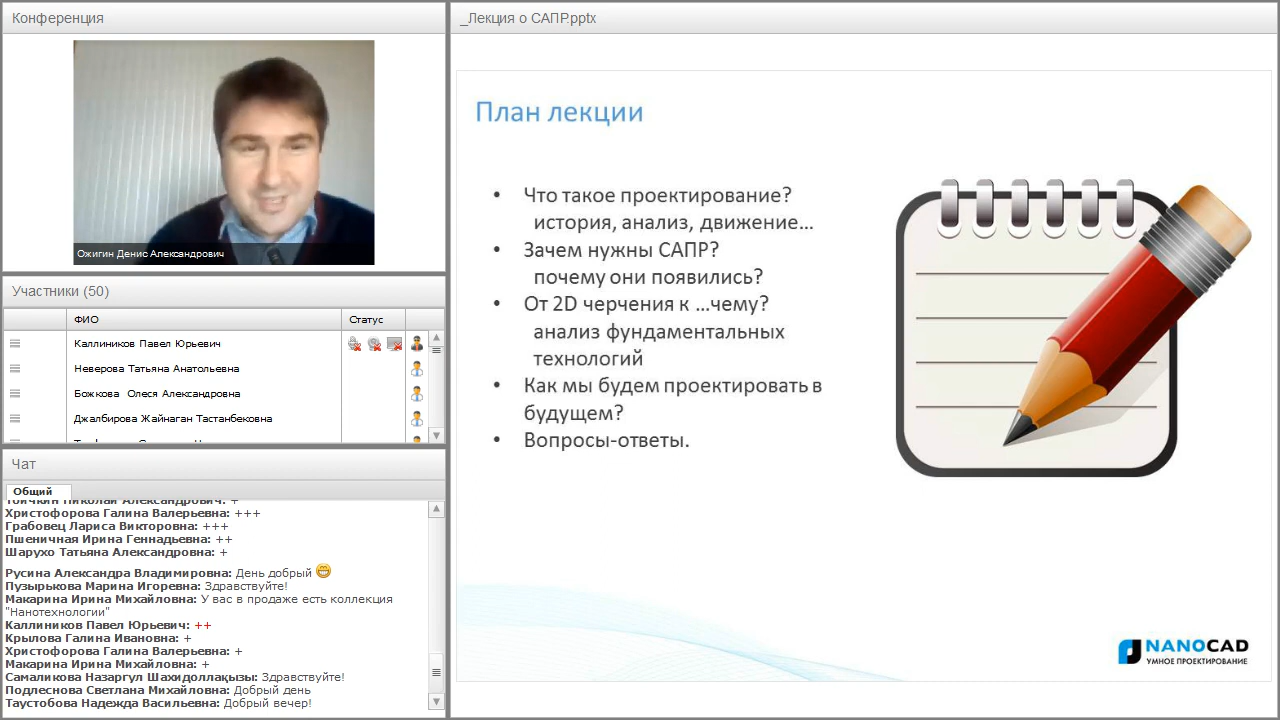 Конференция
Ожигин Денис Александрович
Участники (50)
ФИО
Статус
Каллиников Павел Юрьевич
Неверова Татьяна Анатольевна
Божкова Олеся Александровна
Джалбирова Жайнаган Тастанбековна
Чат
Общий
Тойчкин Николай Александрович: +
Христофорова Галина Валерьевна: +++
Грабовец Лариса Викторовна: +++
Пшеничная Ирина Геннадьевна: ++
Шарухо Татьяна Александровна: +
Русина Александра Владимировна: День добрый
Пузырькова Марина Игоревна: Здравствуйте!
Макарина Ирина Михайловна: У вас в продаже есть коллекция
"Нанотехнологии"
Каллиников Павел Юрьевич: ++
Крылова Галина Ивановна: +
Христофорова Галина Валерьевна: +
Макарина Ирина Михайловна: +
Самаликова Назаргул Шахидоллақызы: Здравствуйте!
Подлеснова Светлана Михайловна: Добрый день
Таустобова Надежда Васильевна: Добрый вечер!
_Лекция о САПР.pptx
План лекции
• Что такое проектирование?
история, анализ, движение...
• Зачем нужны САПР?
почему они появились?
• От 2D черчения к ...чему?
анализ фундаментальных
технологий
• Как мы будем проектировать в
будущем?
• Вопросы-ответы.
NANOCAD
УМНОЕ ПРОЕКТИРОВАНИЕ